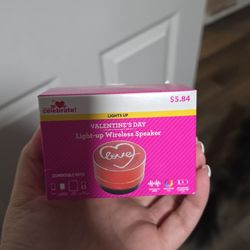 Celebrate!
$5.84
LIGHTS UP
VALENTINE'S DAY
Light-up Wireless Speaker
love
COMPATIBLE WITH: